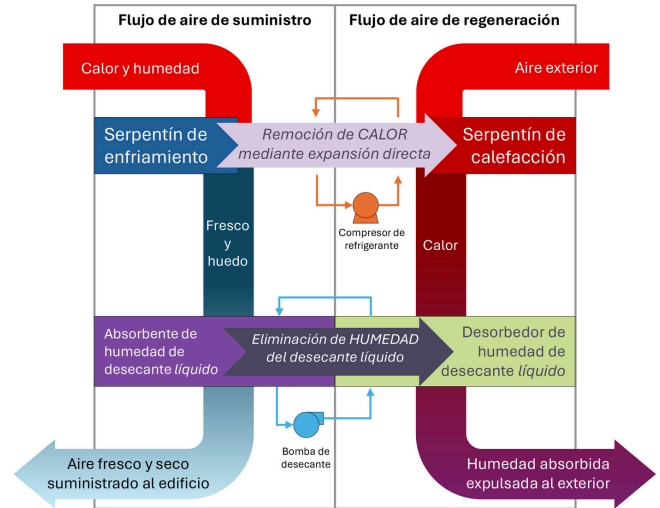 Flujo de aire de suministro
Flujo de aire de regeneración
Calor y humedad
Aire exterior
Serpentín de
enfriamiento
Remoción de CALOR
mediante expansión directa
Serpentín de
calefacción
Compresor de
refrigerante
Fresco
y
huedo
Calor
Absorbente de
humedad de
desecante líquido
Eliminación de HUMEDAD
del desecante líquido
Desorbedor de
humedad de
desecante líquido
Bomba de
desecante
Aire fresco y seco
suministrado al edificio
Humedad absorbida
expulsada al exterior